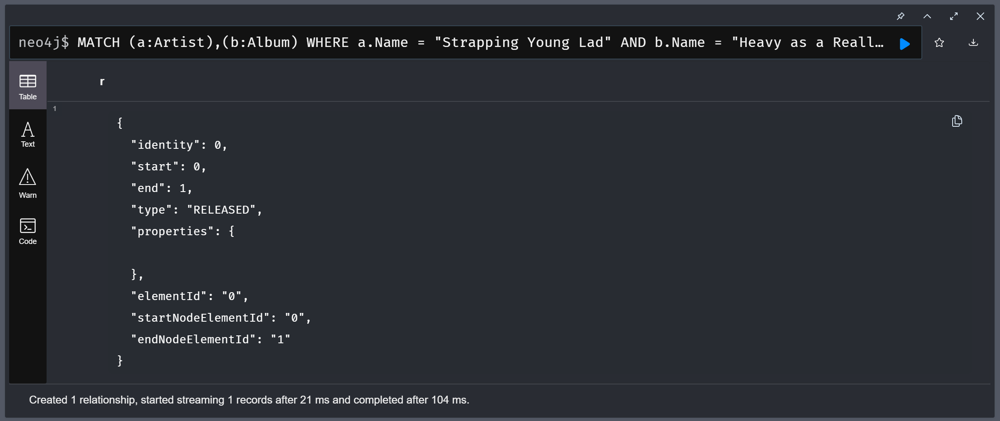 neo4j$ MATCH (a:Artist),(b:Album) WHERE a.Name = "Strapping Young Lad" AND b.Name = "Heavy as a Reall…
Table
r
1
{
"identity": 0,
"start": 0,
"end": 1,
"type": "RELEASED",
"properties": {
},
"elementId": "0",
"startNodeElementId": "0",
"endNodeElementId": "1"
}
Text
Warn
Code
Created 1 relationship, started streaming 1 records after 21 ms and completed after 104 ms.